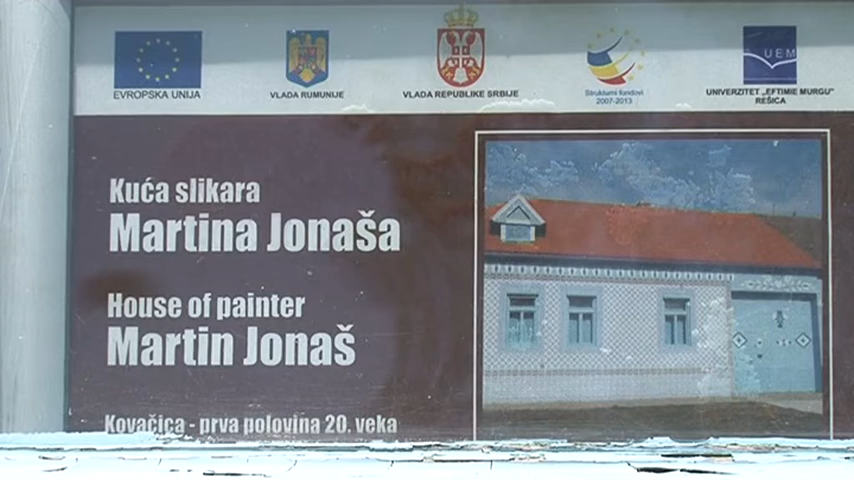 EVROPSKA UNIJA
VLADA RUMUNIJE
VLADA REPUBLIKE SRBIJE
Strukturni fondovi
2007-2013
UEM
UNIVERZITET „EFTIMIE MURGU"
REŠICA
Kuća slikara
Martina Jonaša
House of painter
Martin Jonaš
Kovačica - prva polovina 20. veka